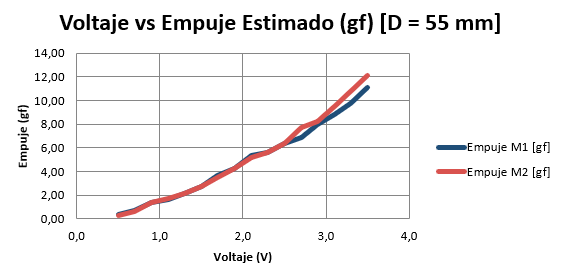 Voltaje vs Empuje Estimado (gf) [D = 55 mm]
14,00
12,00
10,00
8,00
6,00
4,00
2,00
0,00
Empuje (gf)
0,0 1,0 2,0 3,0 4,0
Voltaje (V)
Empuje M1 [gf]
Empuje M2 [gf]